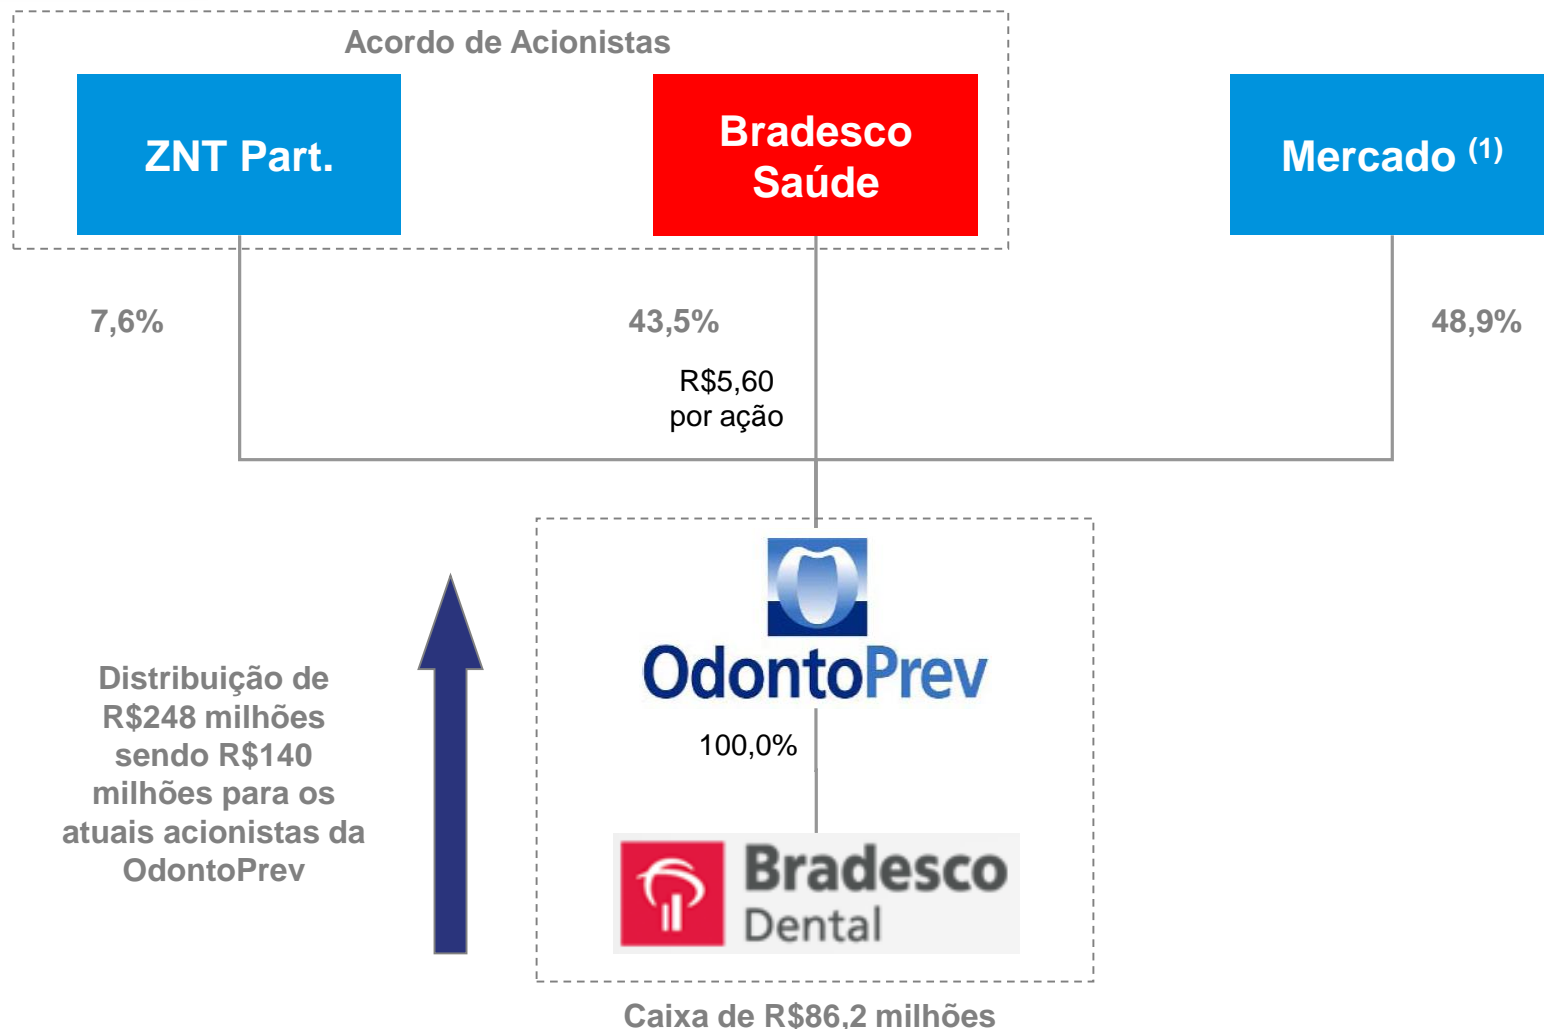 Acordo de Acionistas
ZNT Part.
Bradesco
Saúde
Mercado (1)
7,6%
43,5%
48,9%
R$5,60
por ação
OdontoPrev
Distribuição de
R$248 milhões
sendo R$140
milhões para os
atuais acionistas da
OdontoPrev
100,0%
Bradesco
Dental
Caixa de R$86,2 milhões